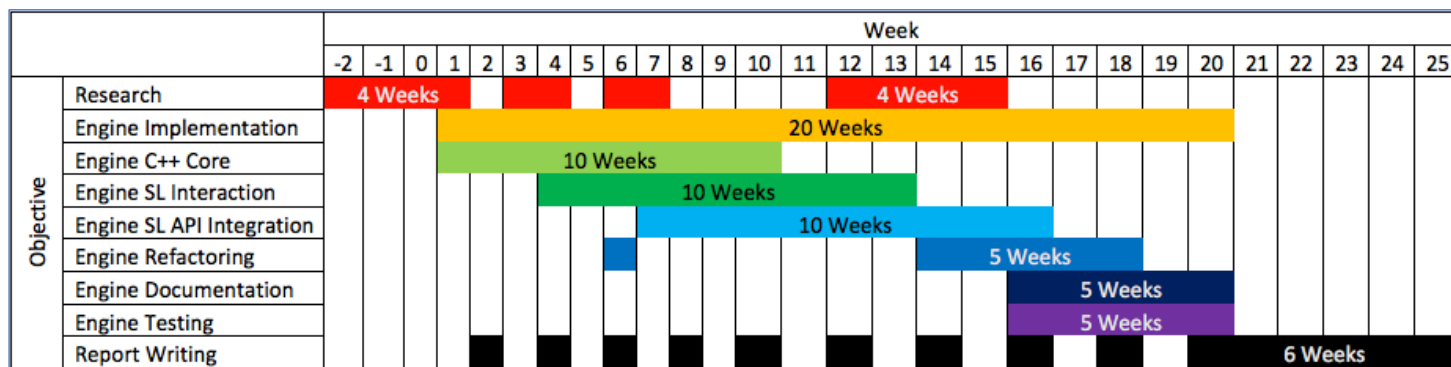 Week
-2 -1 0 1 2 3 4 5 6 7 8 9 10 11 12 13 14 15 16 17 18 19 20 21 22 23 24 25
Objective
Research 4 Weeks 4 Weeks
Engine Implementation 20 Weeks
Engine C++ Core 10 Weeks
Engine SL Interaction 10 Weeks
Engine SL API Integration 10 Weeks
Engine Refactoring 5 Weeks
Engine Documentation 5 Weeks
Engine Testing 5 Weeks
Report Writing 6 Weeks